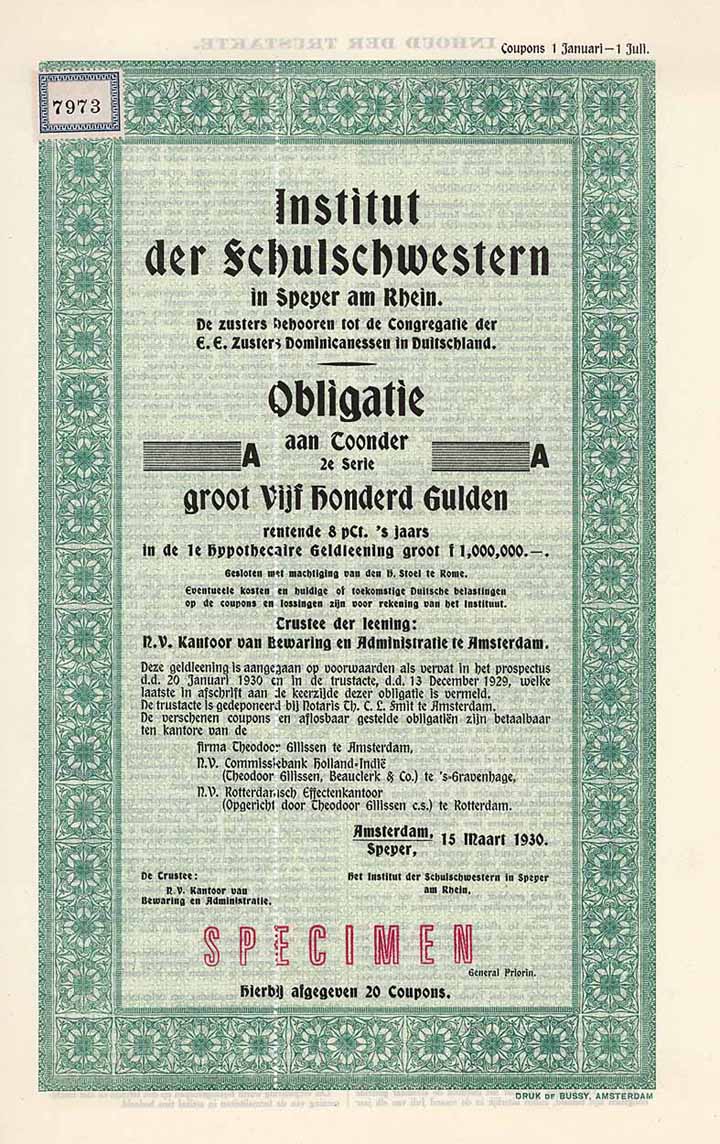 Coupons 1 Januari—1 Juli.
7973
Institut
der Schulschwestern
in Speyer am Rhein.
De zusters behooren tot de Congregatie der
E. E. Zusters Dominicanessen in Duitschland.
Obligatie
aan Toonder
A A
2e Serie
groot Vijf Honderd Gulden
rentende 8 pCt. 's jaars
in de 1e Hypothecaire Geldleening groot f 1,000,000.—.
Gesloten met machtiging van den H. Stoel te Rome.
Eventueele kosten en huidige of toekomstige Duitsche belastingen
op de coupons en lossingen zijn voor rekening van het Instituut.
Trustee der leening:
N.V. Kantoor van Bewaring en Administratie te Amsterdam.
Deze geldleening is aangegaan op voorwaarden als vervat in het prospectus
d.d. 20 Januari 1930 en in de trustacte, d.d. 13 December 1929, welke
laatste in afschrift aan de keerzijde dezer obligatie is vermeld.
De trustacte is gedeponeerd bij Notaris Th. C. L. Smit te Amsterdam.
De verschenen coupons en aflosbaar gestelde obligatiën zijn betaalbaar
ten kantore van de
firma Theodoor Gilissen te Amsterdam,
N.V. Commissiebank Holland-Indië
(Theodoor Gilissen, Beauclerk & Co.) te 's-Gravenhage,
N.V. Rotterdamsch Effectenkantoor
(Opgericht door Theodoor Gilissen c.s.) te Rotterdam.
Amsterdam,
Speyer,
15 Maart 1930.
De Trustee:
N.V. Kantoor van
Bewaring en Administratie.
Het Institut der Schulschwestern in Speyer
am Rhein,
SPECIMEN
General Priorin.
Hierbij afgegeven 20 Coupons.
DRUK DE BUSSY, AMSTERDAM